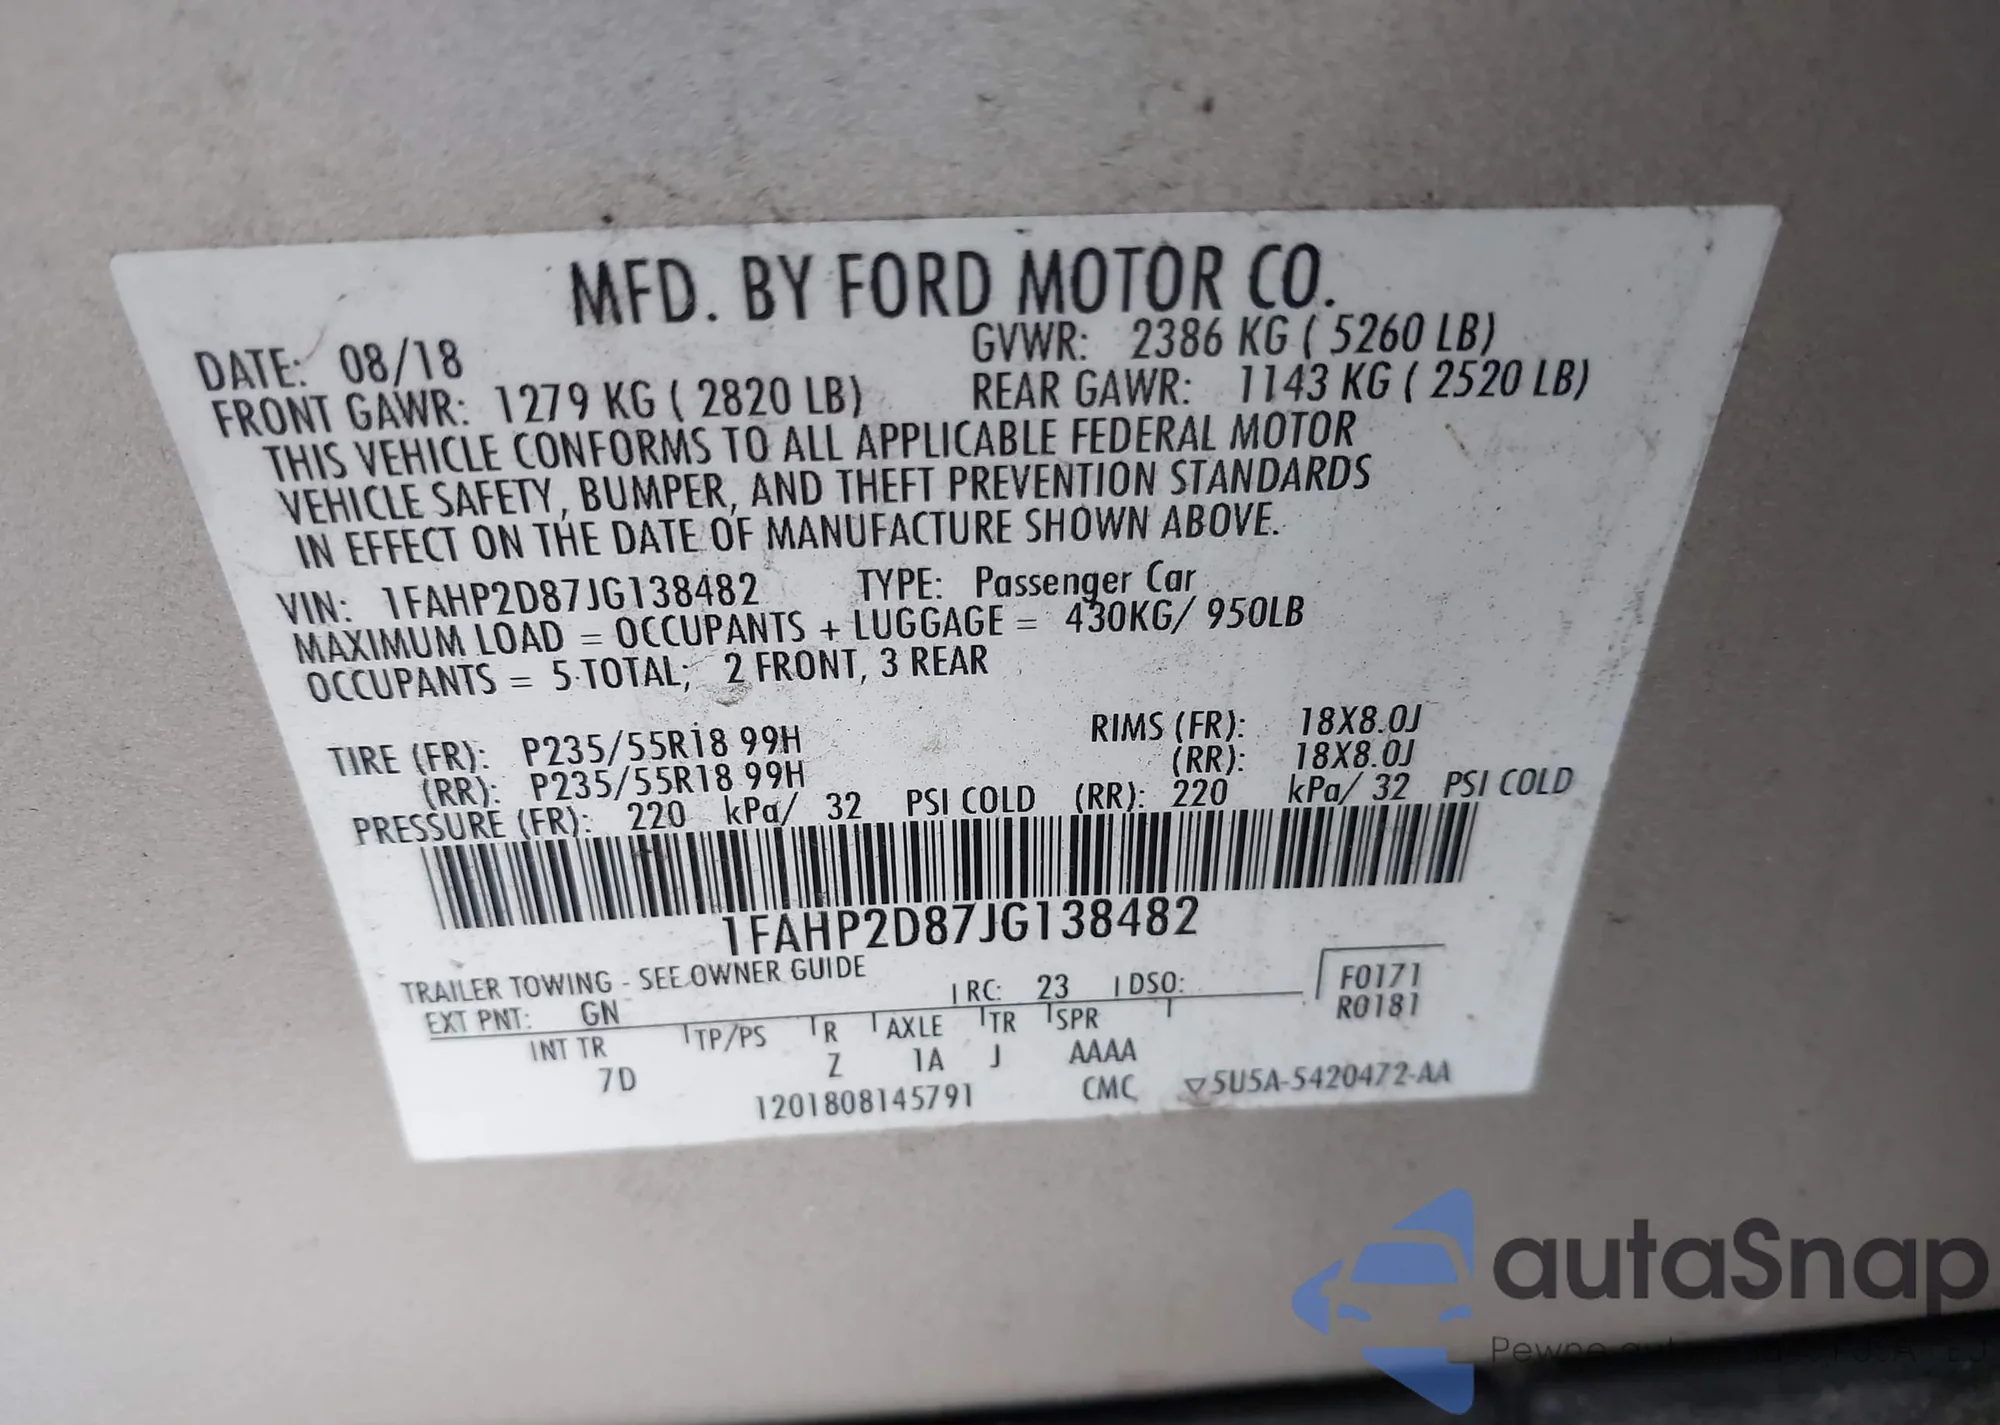 MFD. BY FORD MOTOR CO.
DATE: 08/18 GVWR: 2386 KG ( 5260 LB)
FRONT GAWR: 1279 KG ( 2820 LB) REAR GAWR: 1143 KG ( 2520 LB)
THIS VEHICLE CONFORMS TO ALL APPLICABLE FEDERAL MOTOR
VEHICLE SAFETY, BUMPER, AND THEFT PREVENTION STANDARDS
IN EFFECT ON THE DATE OF MANUFACTURE SHOWN ABOVE.
VIN: 1FAHP2D87JG138482 TYPE: Passenger Car
MAXIMUM LOAD = OCCUPANTS + LUGGAGE = 430KG/ 950LB
OCCUPANTS = 5 TOTAL; 2 FRONT, 3 REAR
TIRE (FR): P235/55R18 99H RIMS (FR): 18X8.0J
(RR): P235/55R18 99H (RR): 18X8.0J
PRESSURE (FR): 220 kPa/ 32 PSI COLD (RR): 220 kPa/ 32 PSI COLD
1FAHP2D87JG138482
TRAILER TOWING - SEE OWNER GUIDE
EXT PNT: GN RC: 23 DSO: F0171
R0181
INT TR TP/PS R AXLE TR SPR
7D Z 1A J AAAA
1201808145791 CMC ▽5U5A-5420472-AA
autaSnap
Pewne